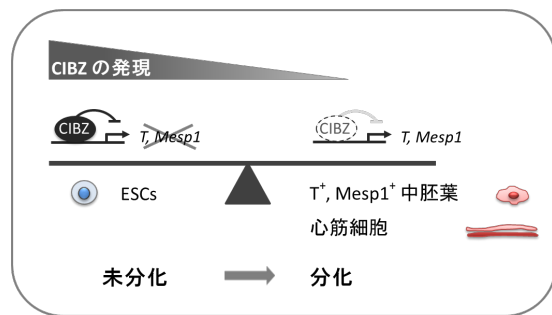 CIBZ の発現
CIBZ T, Mesp1 CIBZ T, Mesp1
ESCs T⁺, Mesp1⁺ 中胚葉
心筋細胞
未分化 分化